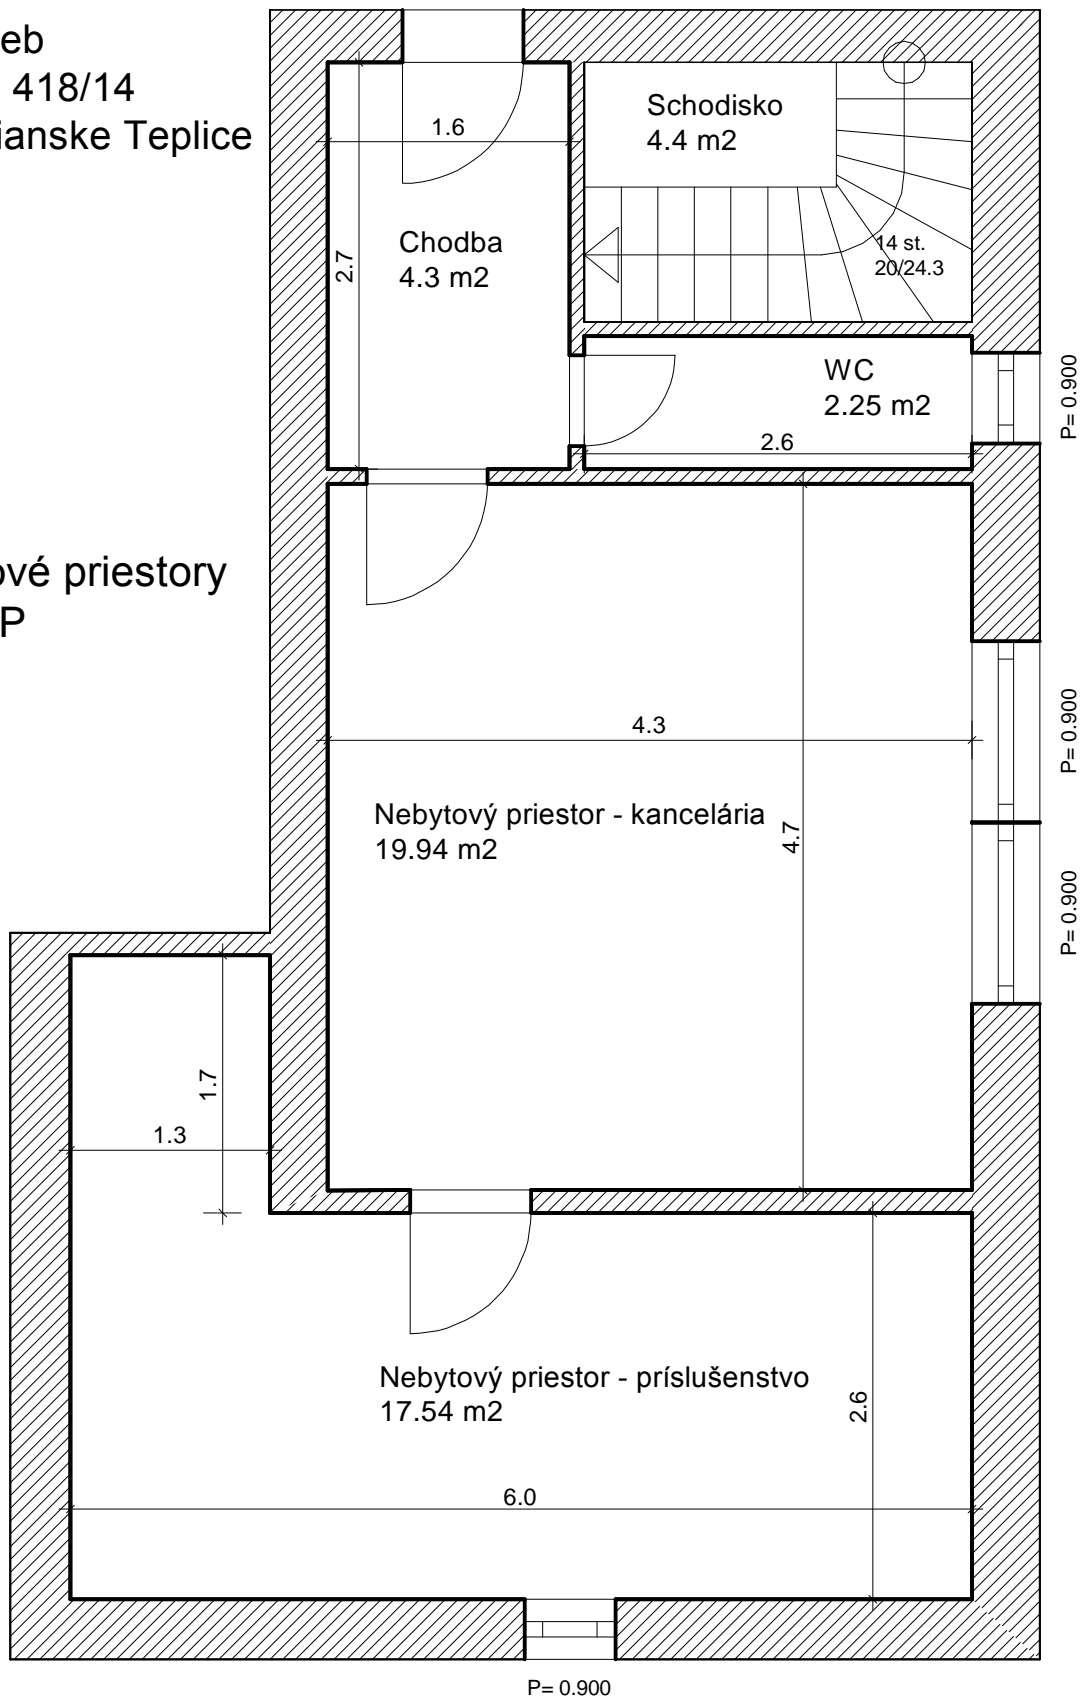 eb
418/14
ianske Teplice
Schodisko
4.4 m2
1.6
Chodba
4.3 m2
2.7
14 st.
20/24.3
WC
2.25 m2
2.6
P= 0.900
ové priestory
P
4.3
P= 0.900
Nebytový priestor - kancelária
19.94 m2
4.7
P= 0.900
1.7
1.3
Nebytový priestor - príslušenstvo
17.54 m2
2.6
6.0
P= 0.900